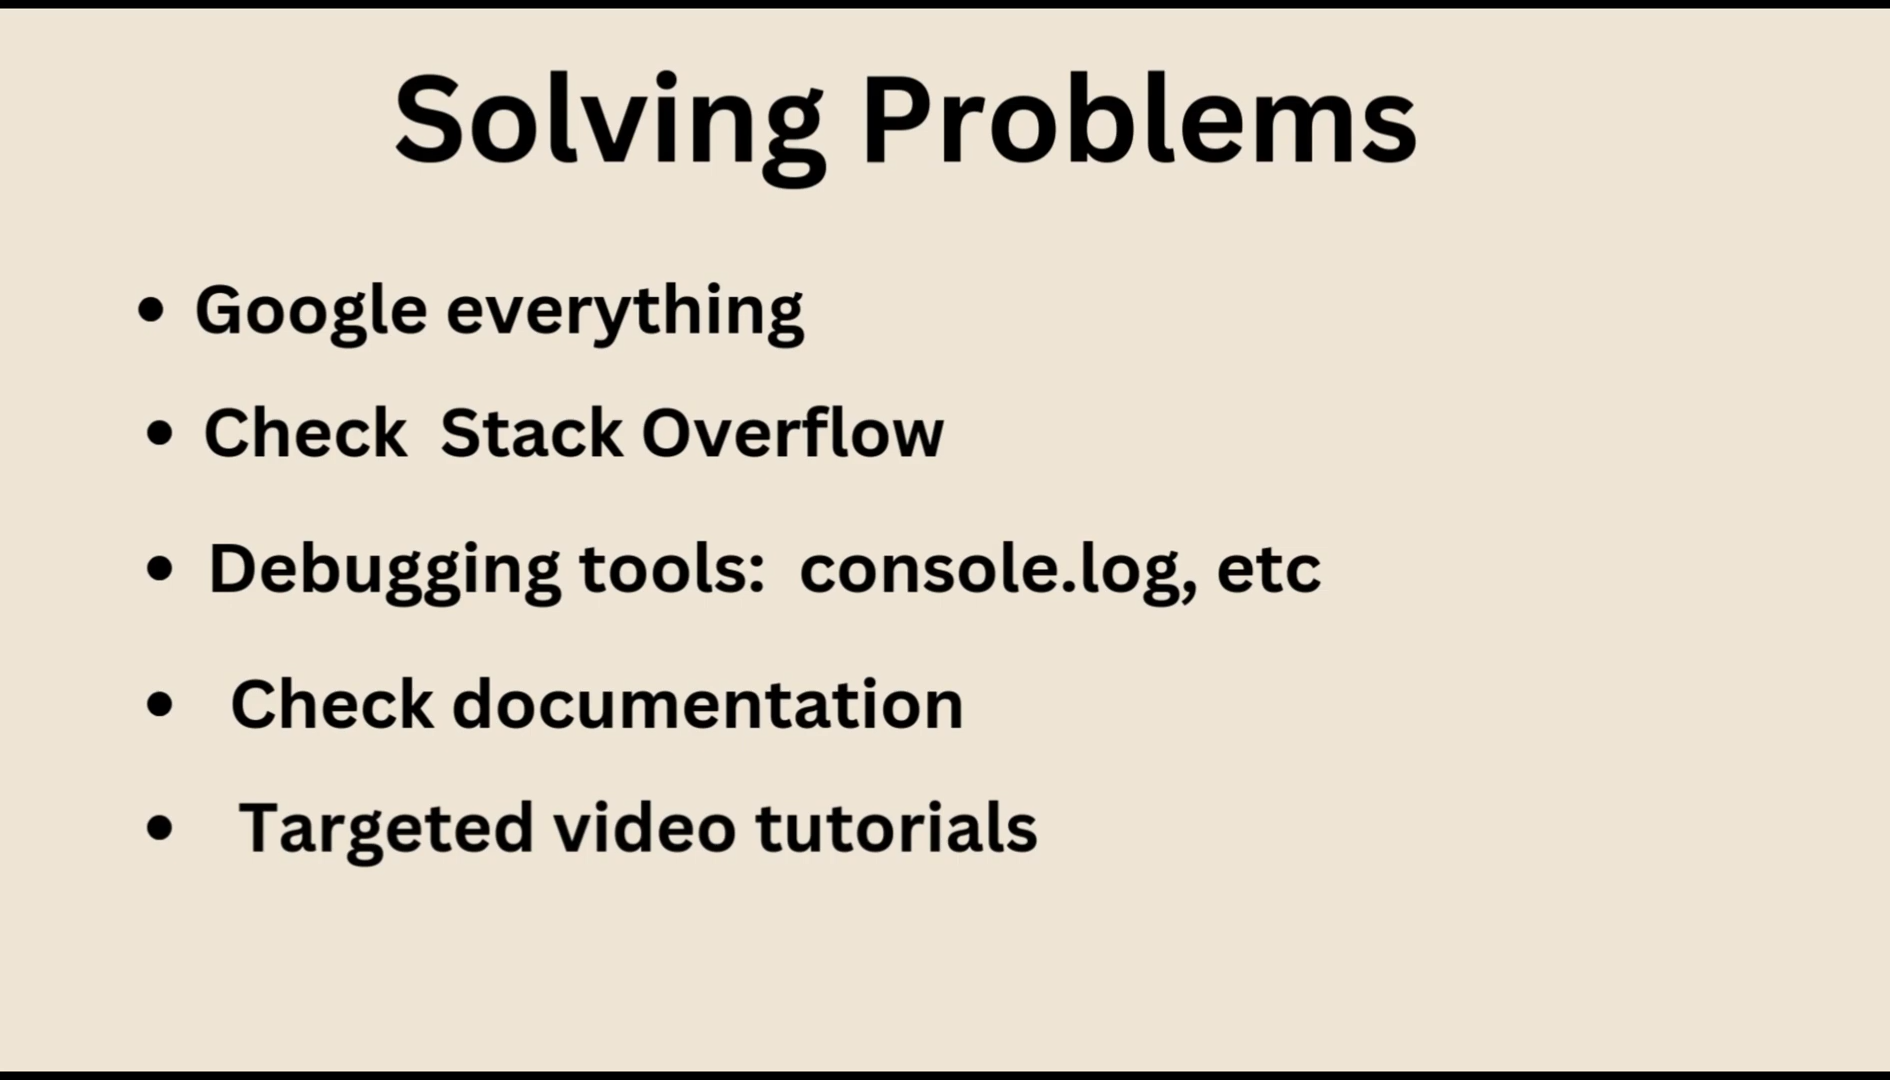 Solving Problems
• Google everything
• Check  Stack Overflow
• Debugging tools:  console.log, etc
• Check documentation
• Targeted video tutorials